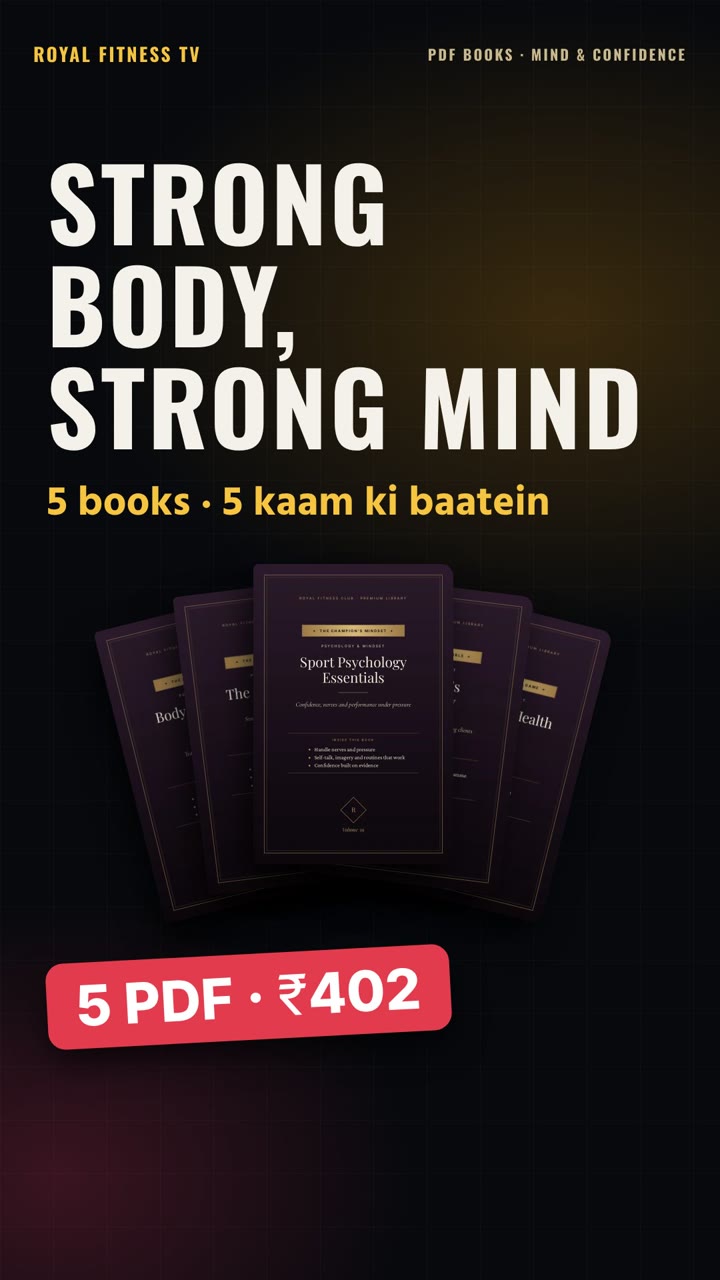 ROYAL FITNESS TV
PDF BOOKS · MIND & CONFIDENCE
STRONG
BODY,
STRONG MIND
5 books · 5 kaam ki baatein
ROYAL FITNESS CLUB · PREMIUM LIBRARY
THE CHAMPION'S MINDSET
PSYCHOLOGY & MINDSET
Sport Psychology
Essentials
Confidence, nerves and performance under pressure
INSIDE THIS BOOK
• Handle nerves and pressure
• Self-talk, imagery and routines that work
• Confidence built on evidence
R
Body
The
5 PDF · ₹402